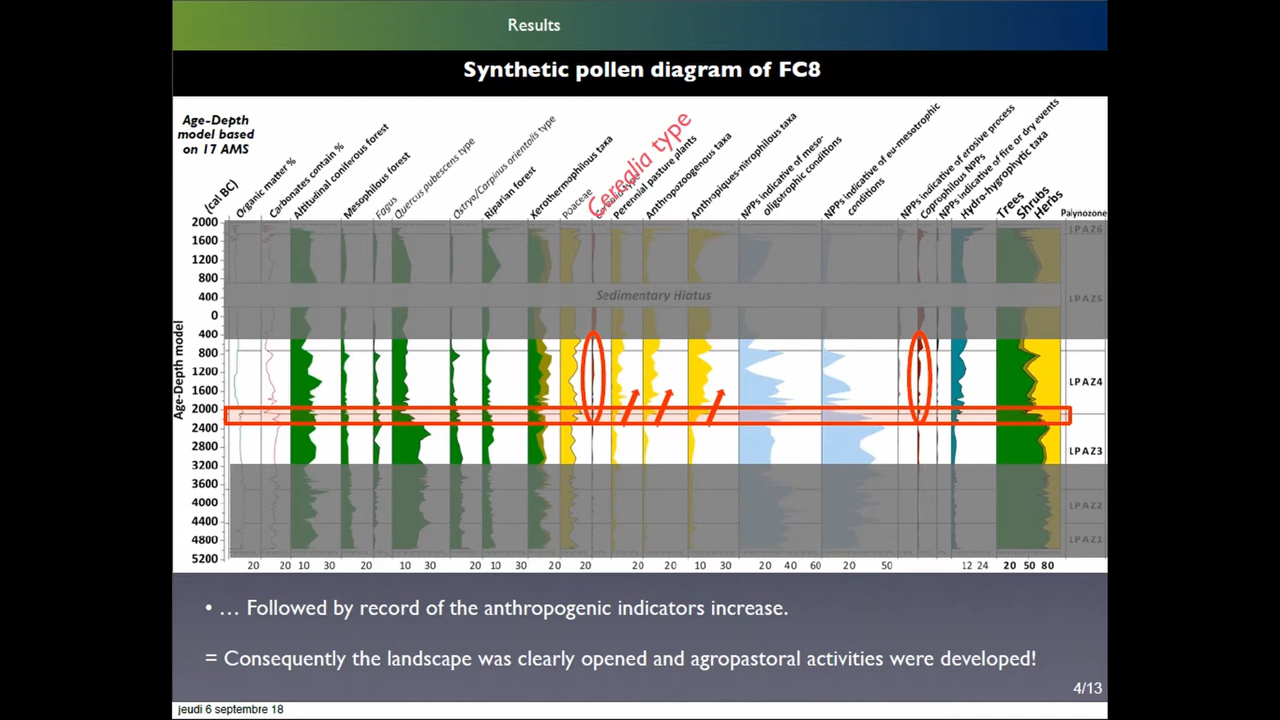 Results
Synthetic pollen diagram of FC8
Age-Depth
model based
on 17 AMS
(cal BC)
Organic matter %
Carbonates contain %
Altitudinal coniferous forest
Mesophilous forest
Fagus
Quercus pubescens type
Ostryo/Carpinus orientalis type
Riparian forest
Xerothermophilous taxa
Poaceae
Cerealia type
Perennial pasture plants
Anthropozoogenous taxa
Anthropiques-nitrophilous taxa
NPPs indicative of meso-
oligotrophic conditions
NPPs indicative of eu-mesotrophic
conditions
NPPs indicative of erosive process
Coprophilous NPPs
NPPs indicative of fire or dry events
Hydro-hygrophytic taxa
Trees
Shrubs
Herbs
Palynozone
Age-Depth model
2000
1600
1200
800
400
0
400
800
1200
1600
2000
2400
2800
3200
3600
4000
4400
4800
5200
Sedimentary Hiatus
LPAZ6
LPAZ5
LPAZ4
LPAZ3
LPAZ2
LPAZ1
20 20 10 20 20 10 30 20 10 30 20 20 20 20 10 30 20 40 60 20 50 12 24 20 50 80
• … Followed by record of the anthropogenic indicators increase.
= Consequently the landscape was clearly opened and agropastoral activities were developed!
4/13
jeudi 6 septembre 18